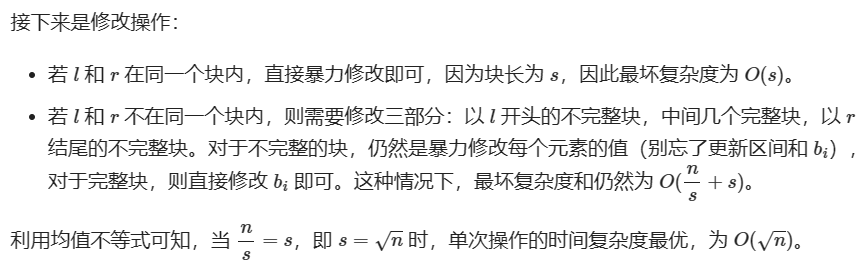 接下来是修改操作：
• 若 l 和 r 在同一个块内，直接暴力修改即可，因为块长为 s，因此最坏复杂度为 O(s)。
• 若 l 和 r 不在同一个块内，则需要修改三部分：以 l 开头的不完整块，中间几个完整块，以 r
结尾的不完整块。对于不完整的块，仍然是暴力修改每个元素的值（别忘了更新区间和 b_i），
对于完整块，则直接修改 b_i 即可。这种情况下，最坏复杂度和仍然为 O(n/s + s)。
利用均值不等式可知，当 n/s = s，即 s = √n 时，单次操作的时间复杂度最优，为 O(√n)。